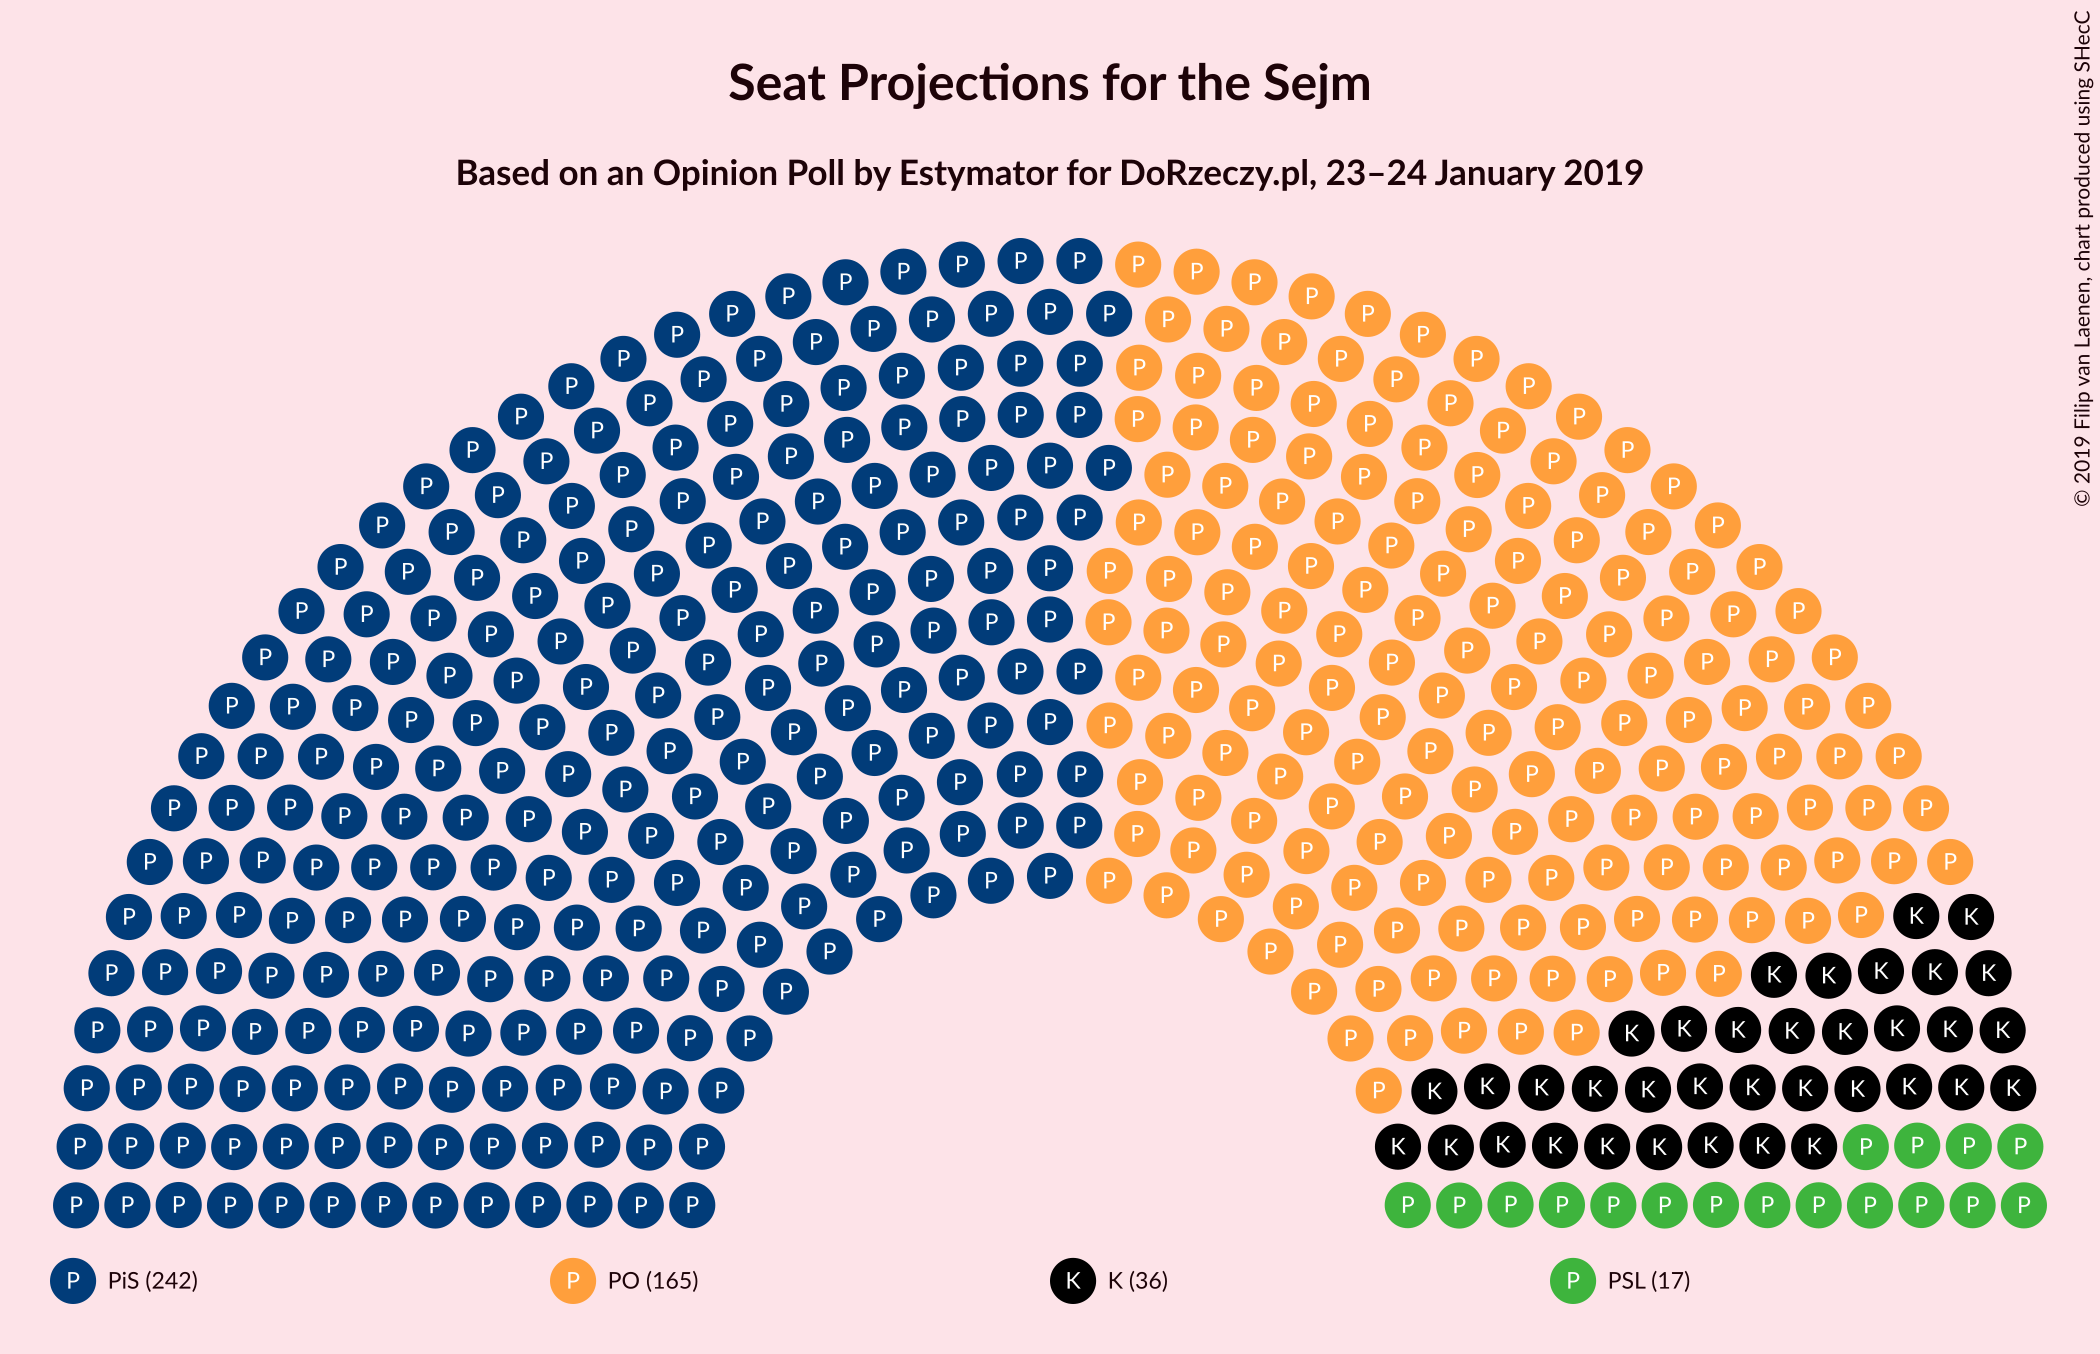 Seat Projections for the Sejm
Based on an Opinion Poll by Estymator for DoRzeczy.pl, 23–24 January 2019
© 2019 Filip van Laenen, chart produced using SHecC
P PiS (242)
P PO (165)
K K (36)
P PSL (17)